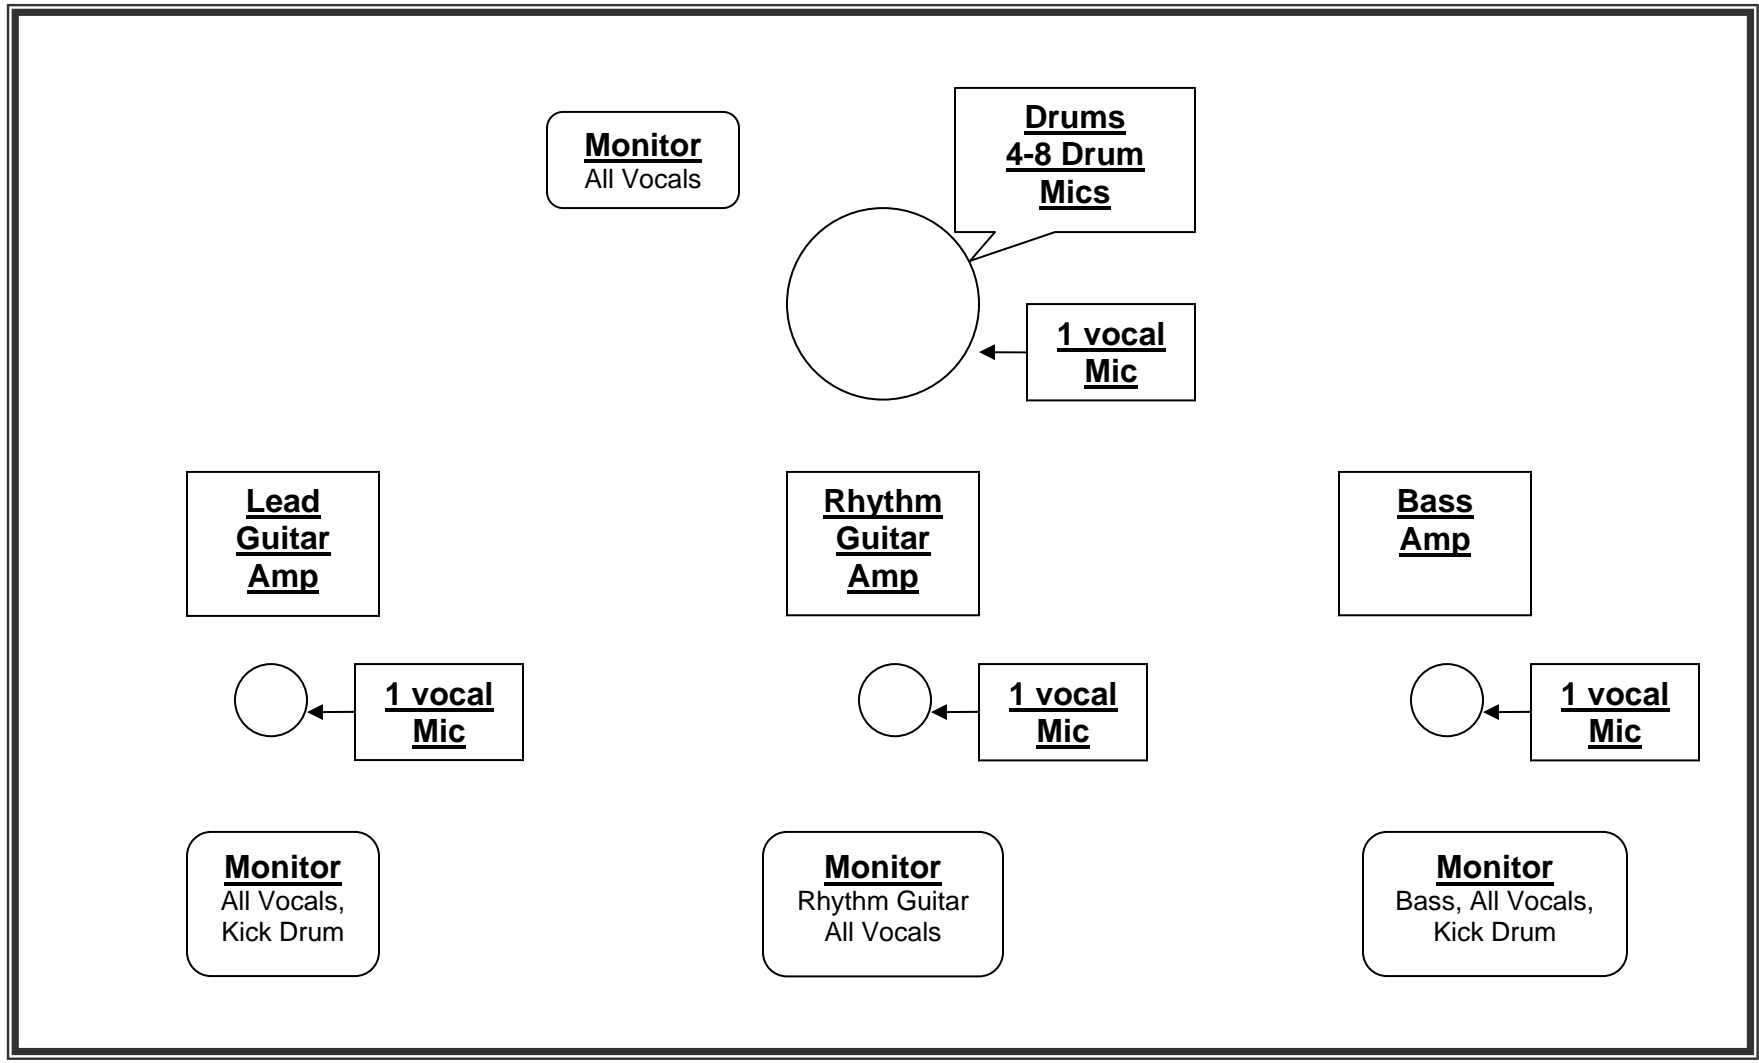 Monitor
All Vocals
Drums
4-8 Drum
Mics
1 vocal
Mic
Lead
Guitar
Amp
Rhythm
Guitar
Amp
Bass
Amp
1 vocal
Mic
1 vocal
Mic
1 vocal
Mic
Monitor
All Vocals,
Kick Drum
Monitor
Rhythm Guitar
All Vocals
Monitor
Bass, All Vocals,
Kick Drum